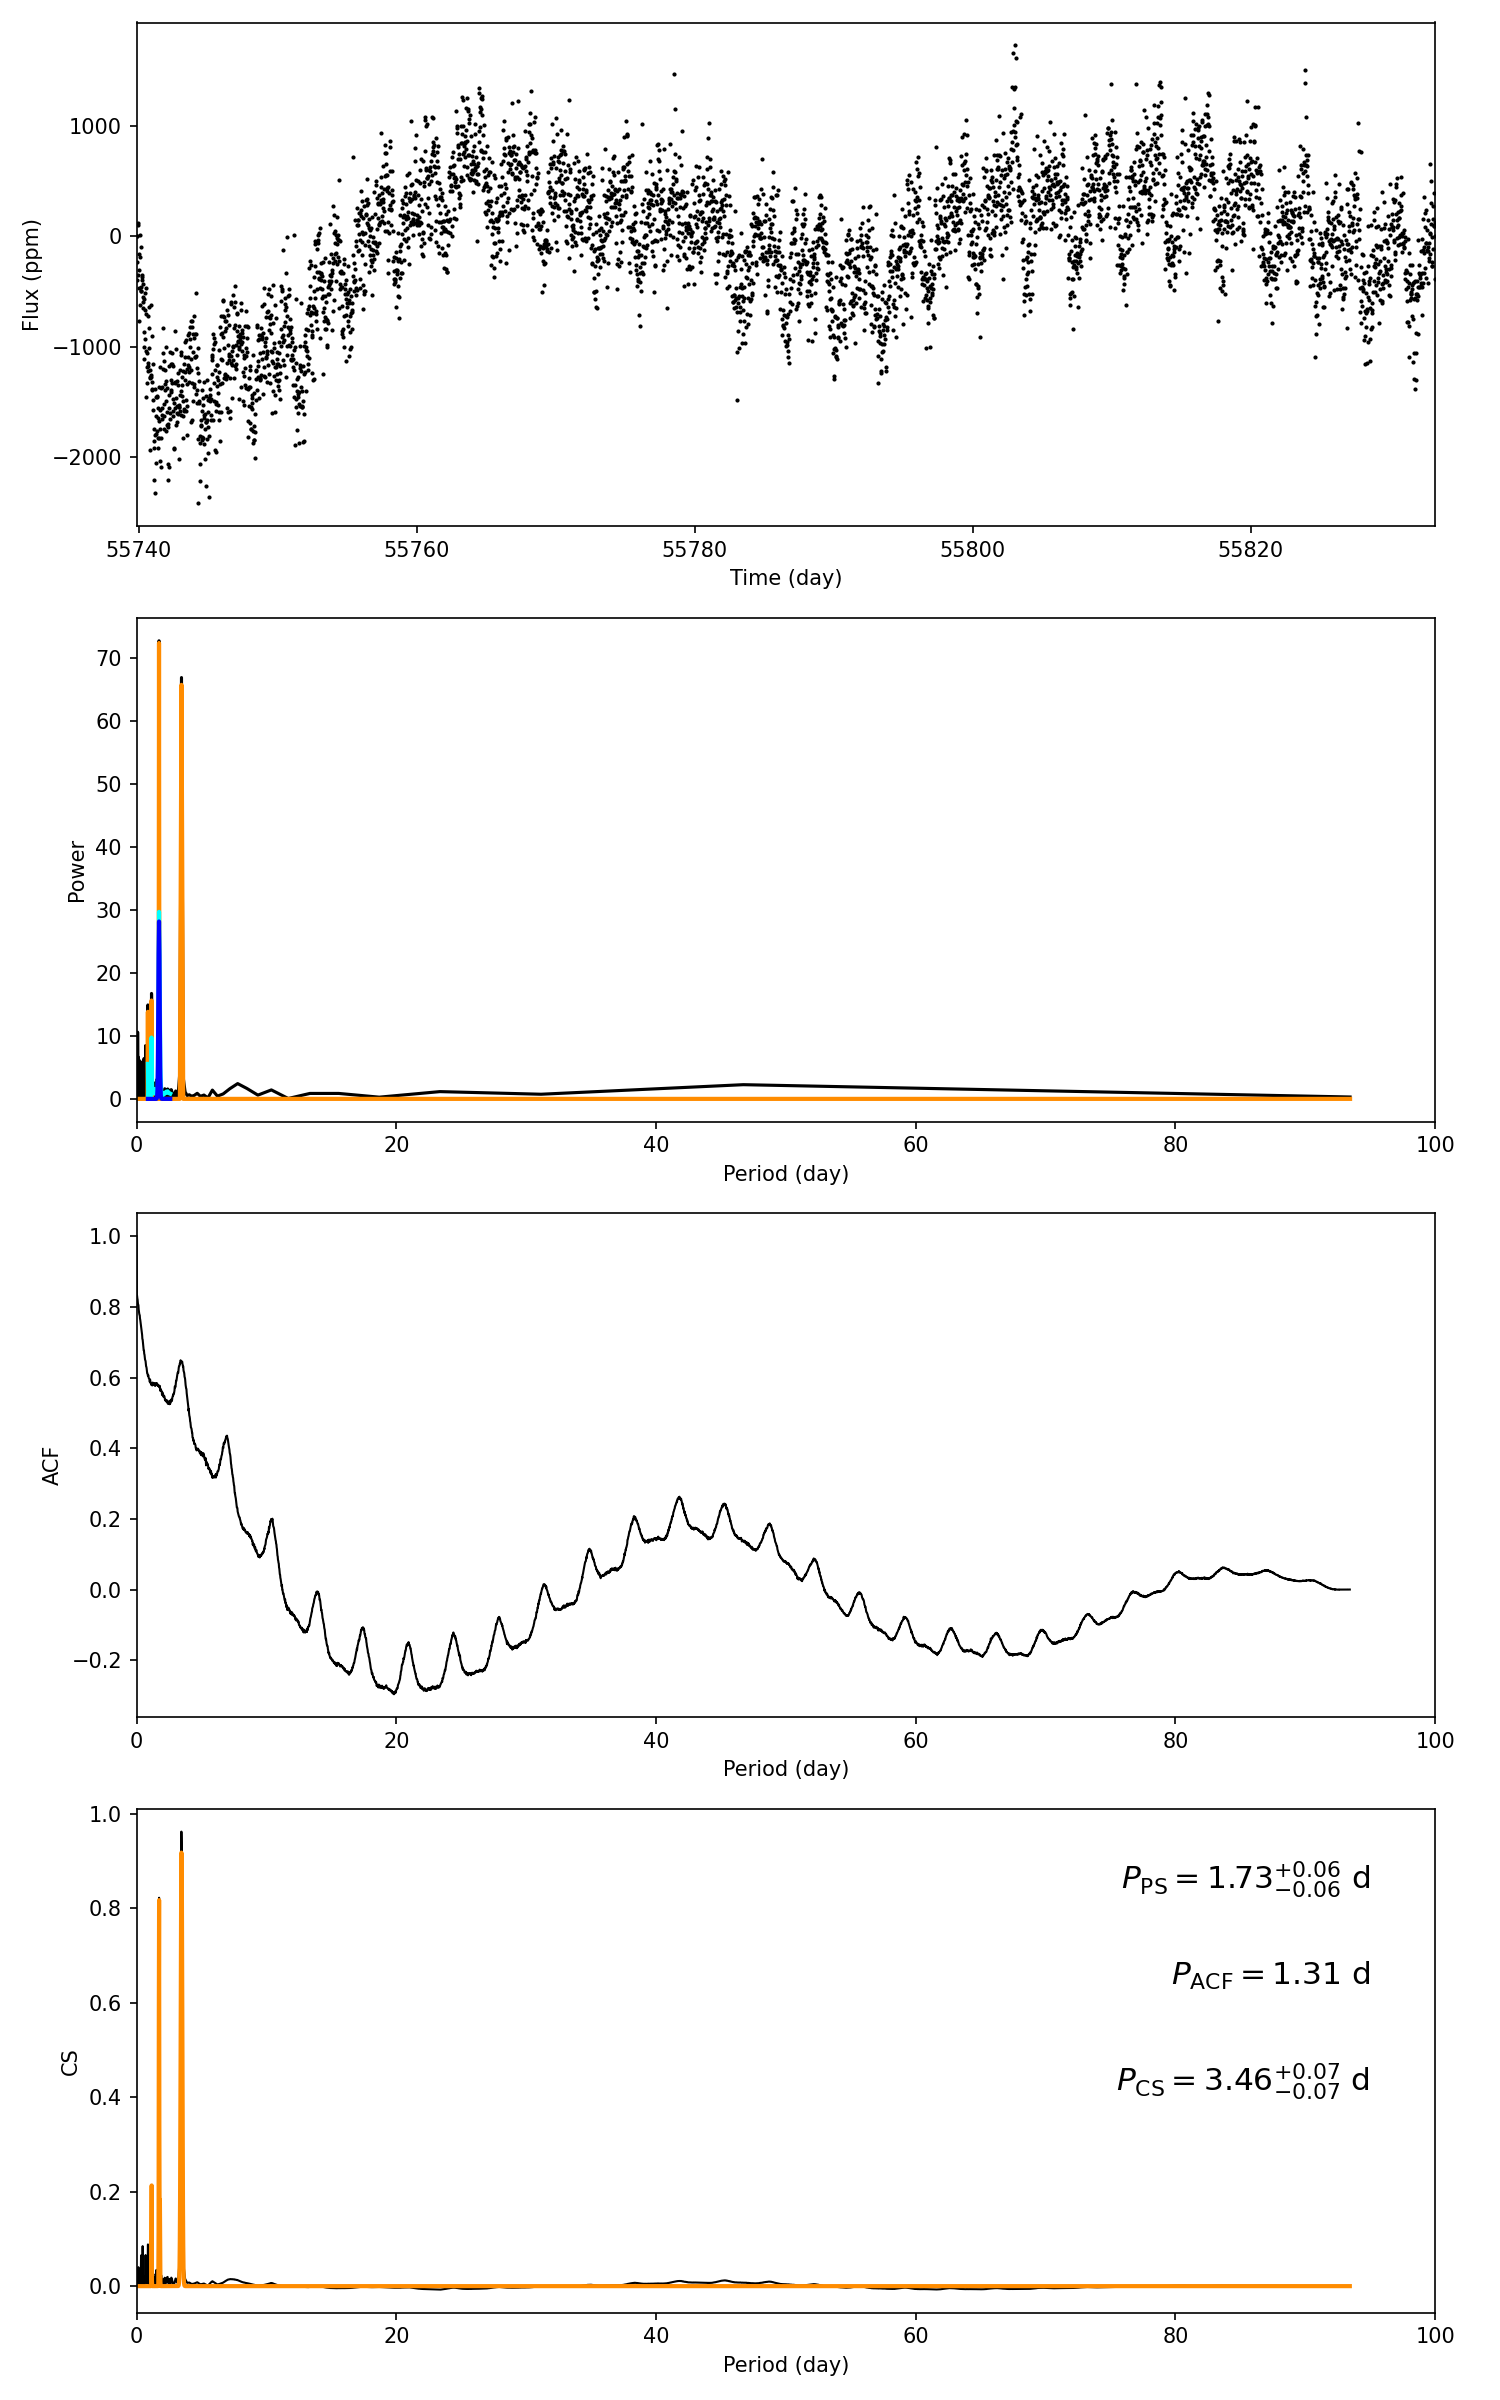 1000
0
−1000
−2000
Flux (ppm)
55740 55760 55780 55800 55820
Time (day)
70
60
50
40
30
20
10
0
Power
0 20 40 60 80 100
Period (day)
1.0
0.8
0.6
0.4
0.2
0.0
−0.2
ACF
0 20 40 60 80 100
Period (day)
1.0
0.8
0.6
0.4
0.2
0.0
CS
P_PS = 1.73 +0.06 −0.06 d
P_ACF = 1.31 d
P_CS = 3.46 +0.07 −0.07 d
0 20 40 60 80 100
Period (day)